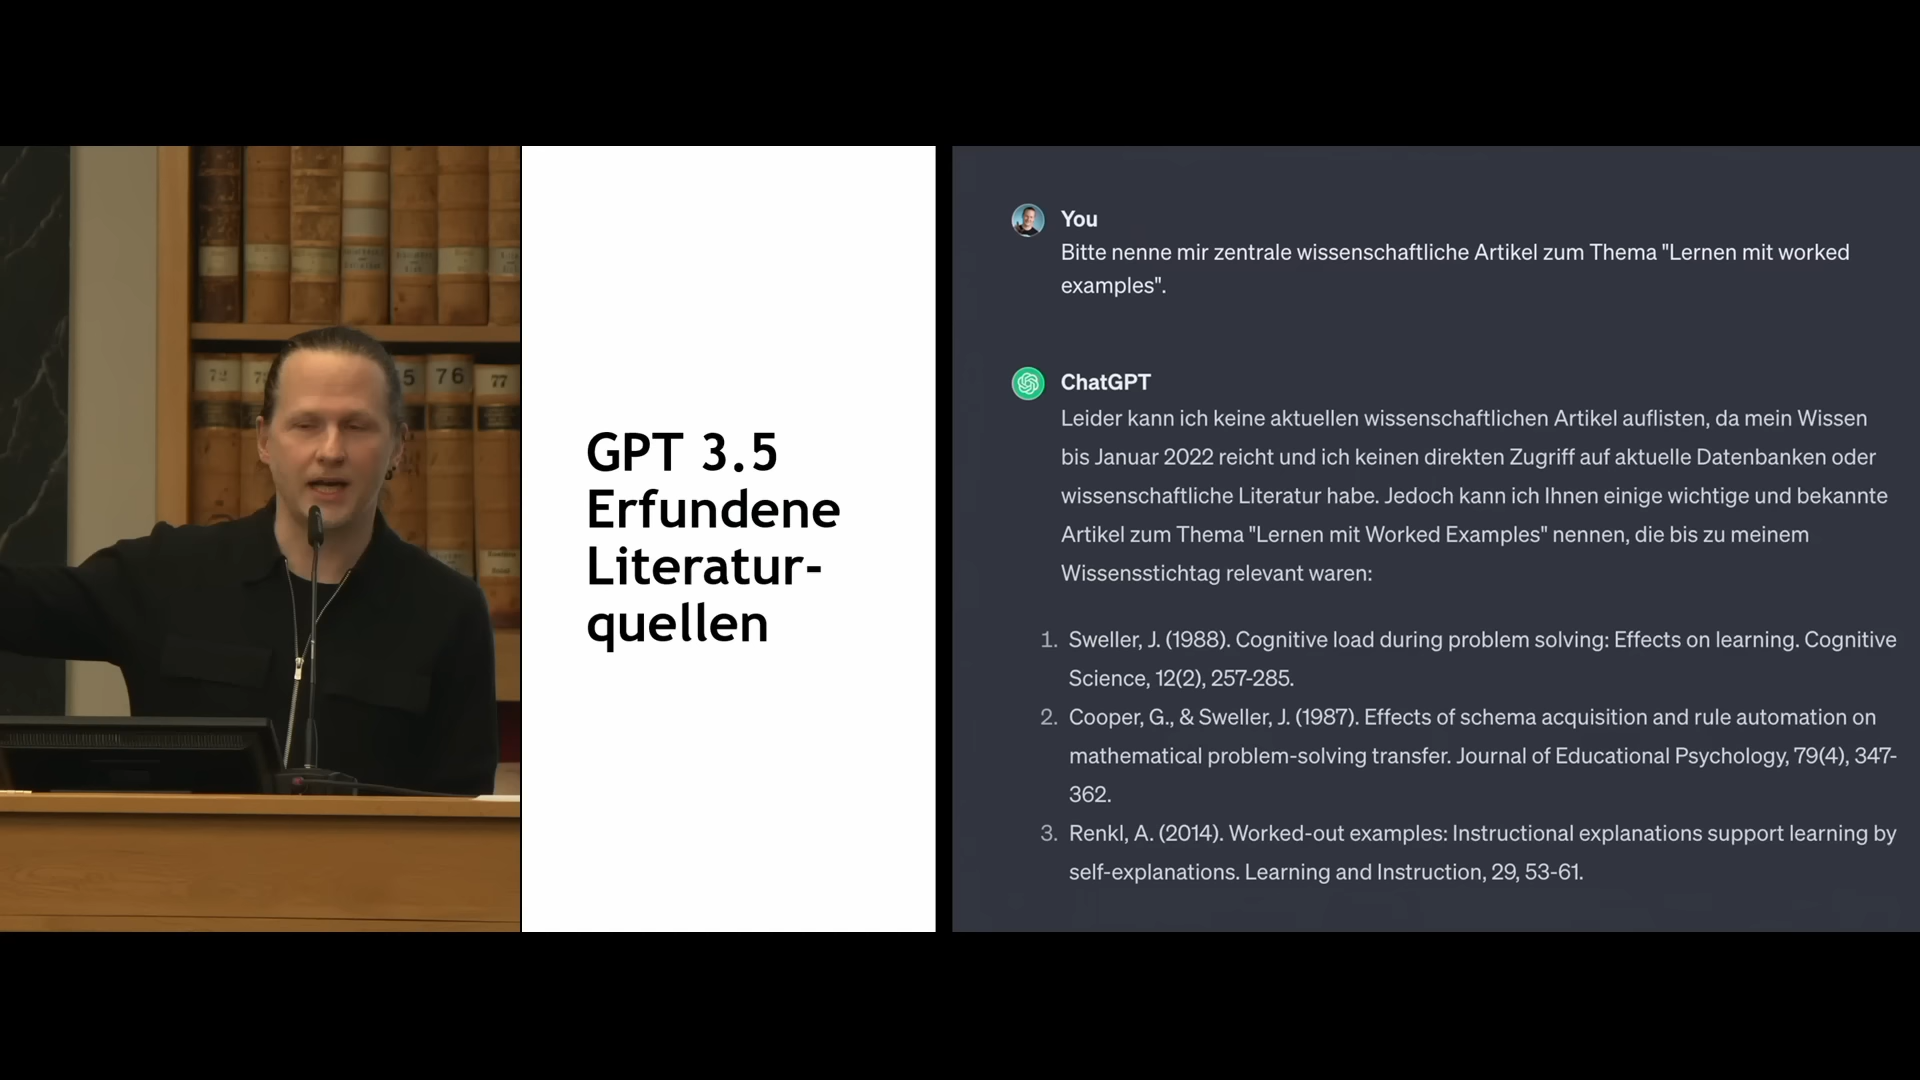 72
7
5
76
77
GPT 3.5
Erfundene
Literatur-
quellen
You
Bitte nenne mir zentrale wissenschaftliche Artikel zum Thema "Lernen mit worked
examples".
ChatGPT
Leider kann ich keine aktuellen wissenschaftlichen Artikel auflisten, da mein Wissen
bis Januar 2022 reicht und ich keinen direkten Zugriff auf aktuelle Datenbanken oder
wissenschaftliche Literatur habe. Jedoch kann ich Ihnen einige wichtige und bekannte
Artikel zum Thema "Lernen mit Worked Examples" nennen, die bis zu meinem
Wissensstichtag relevant waren:
1. Sweller, J. (1988). Cognitive load during problem solving: Effects on learning. Cognitive
Science, 12(2), 257-285.
2. Cooper, G., & Sweller, J. (1987). Effects of schema acquisition and rule automation on
mathematical problem-solving transfer. Journal of Educational Psychology, 79(4), 347-
362.
3. Renkl, A. (2014). Worked-out examples: Instructional explanations support learning by
self-explanations. Learning and Instruction, 29, 53-61.